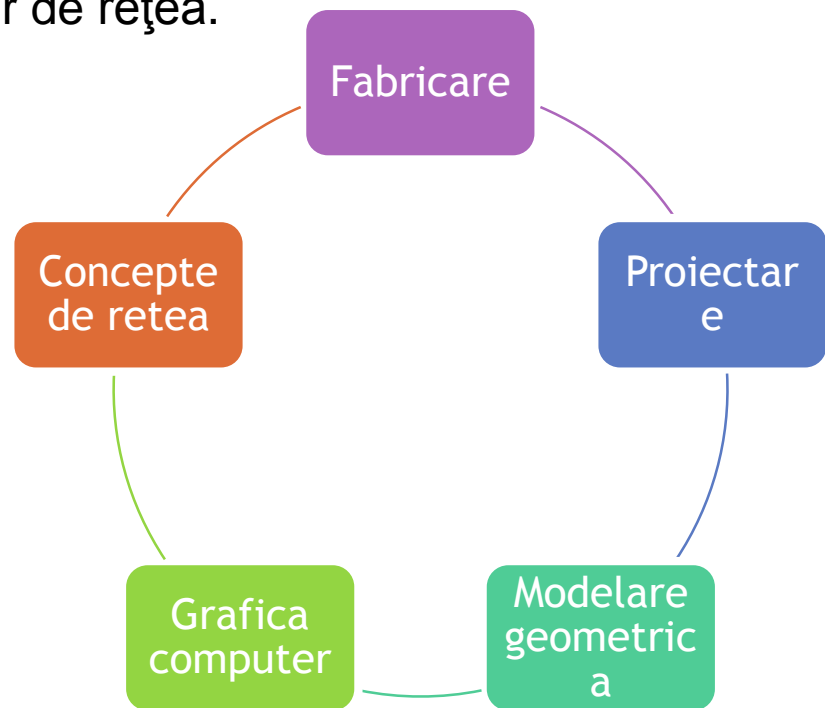 r de reţea.
Fabricare
Proiectar
e
Modelare
geometric
a
Grafica
computer
Concepte
de retea